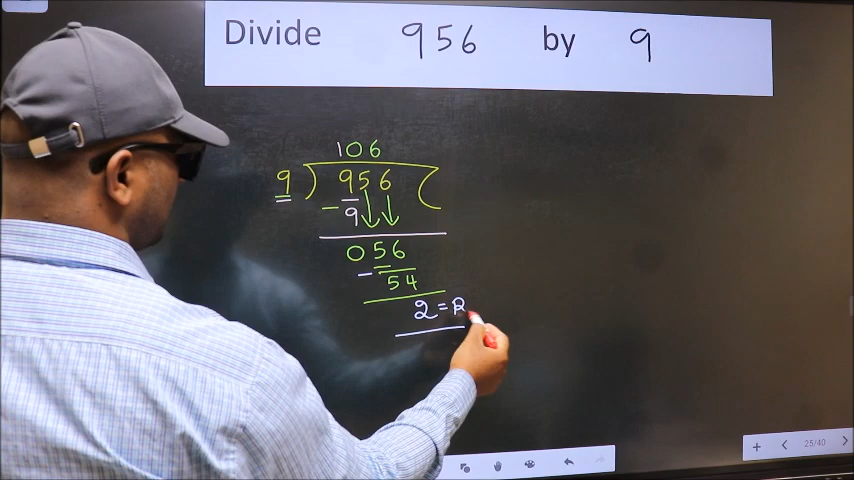 Divide 956 by 9
106
9 ) 956 (
- 9
056
- 54
2 = R
+ < 25/40 >